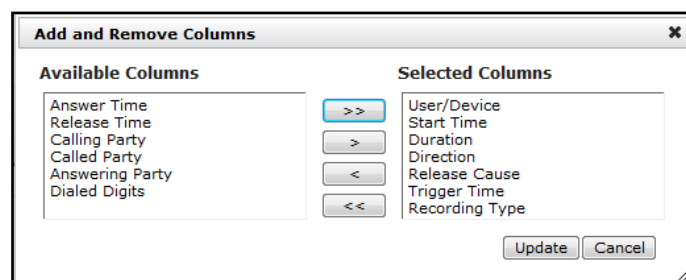 Add and Remove Columns ✖
Available Columns
Answer Time
Release Time
Calling Party
Called Party
Answering Party
Dialed Digits
>>
>
<
<<
Selected Columns
User/Device
Start Time
Duration
Direction
Release Cause
Trigger Time
Recording Type
Update Cancel